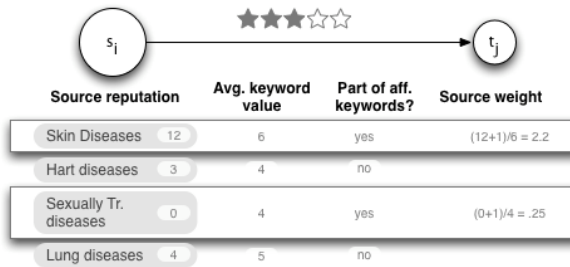 si tj
Source reputation Avg. keyword value Part of aff. keywords? Source weight
Skin Diseases 12 6 yes (12+1)/6 = 2.2
Hart diseases 3 4 no
Sexually Tr. diseases 0 4 yes (0+1)/4 = .25
Lung diseases 4 5 no